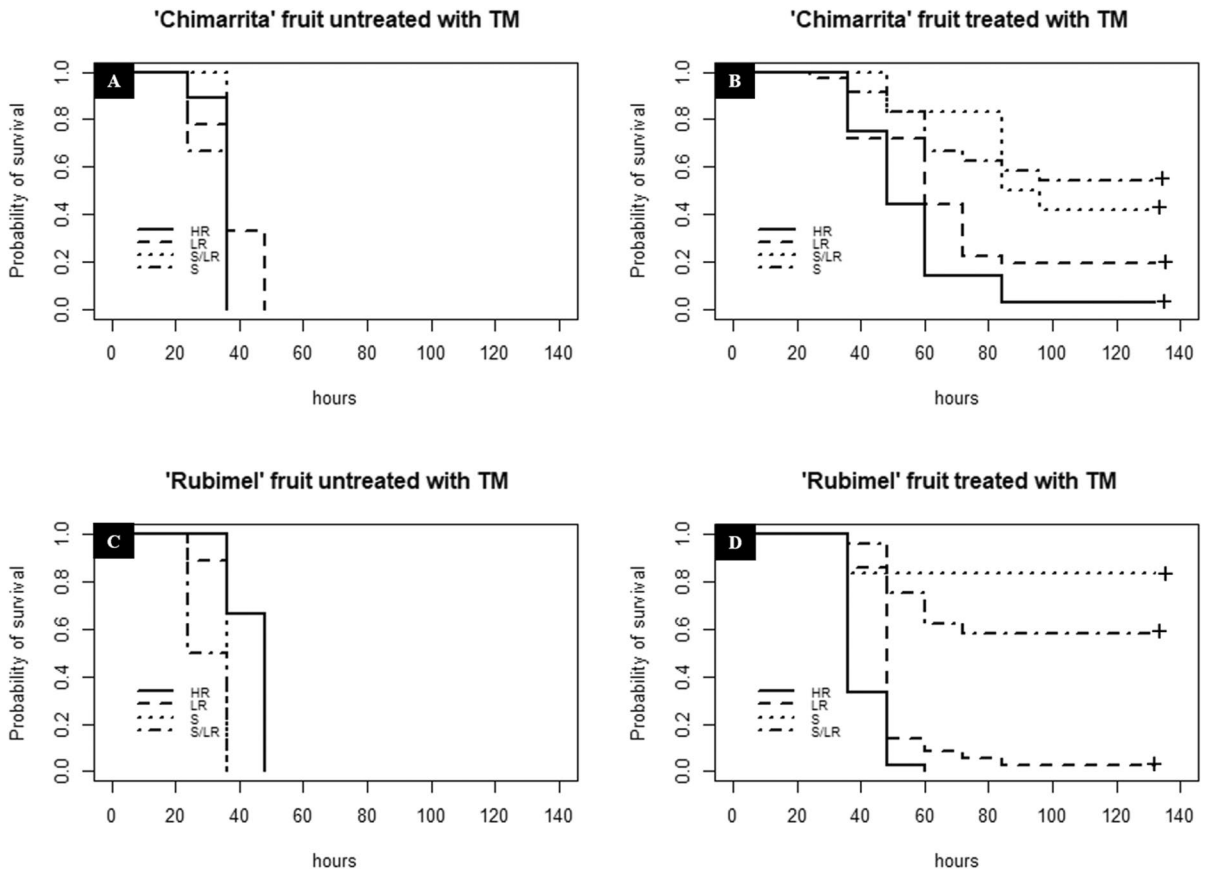 'Chimarrita' fruit untreated with TM
A
Probability of survival
0.0 0.2 0.4 0.6 0.8 1.0
HR
LR
S/LR
S
0 20 40 60 80 100 120 140
hours
'Chimarrita' fruit treated with TM
B
Probability of survival
0.0 0.2 0.4 0.6 0.8 1.0
HR
LR
S/LR
S
0 20 40 60 80 100 120 140
hours
'Rubimel' fruit untreated with TM
C
Probability of survival
0.0 0.2 0.4 0.6 0.8 1.0
HR
LR
S
S/LR
0 20 40 60 80 100 120 140
hours
'Rubimel' fruit treated with TM
D
Probability of survival
0.0 0.2 0.4 0.6 0.8 1.0
HR
LR
S
S/LR
0 20 40 60 80 100 120 140
hours